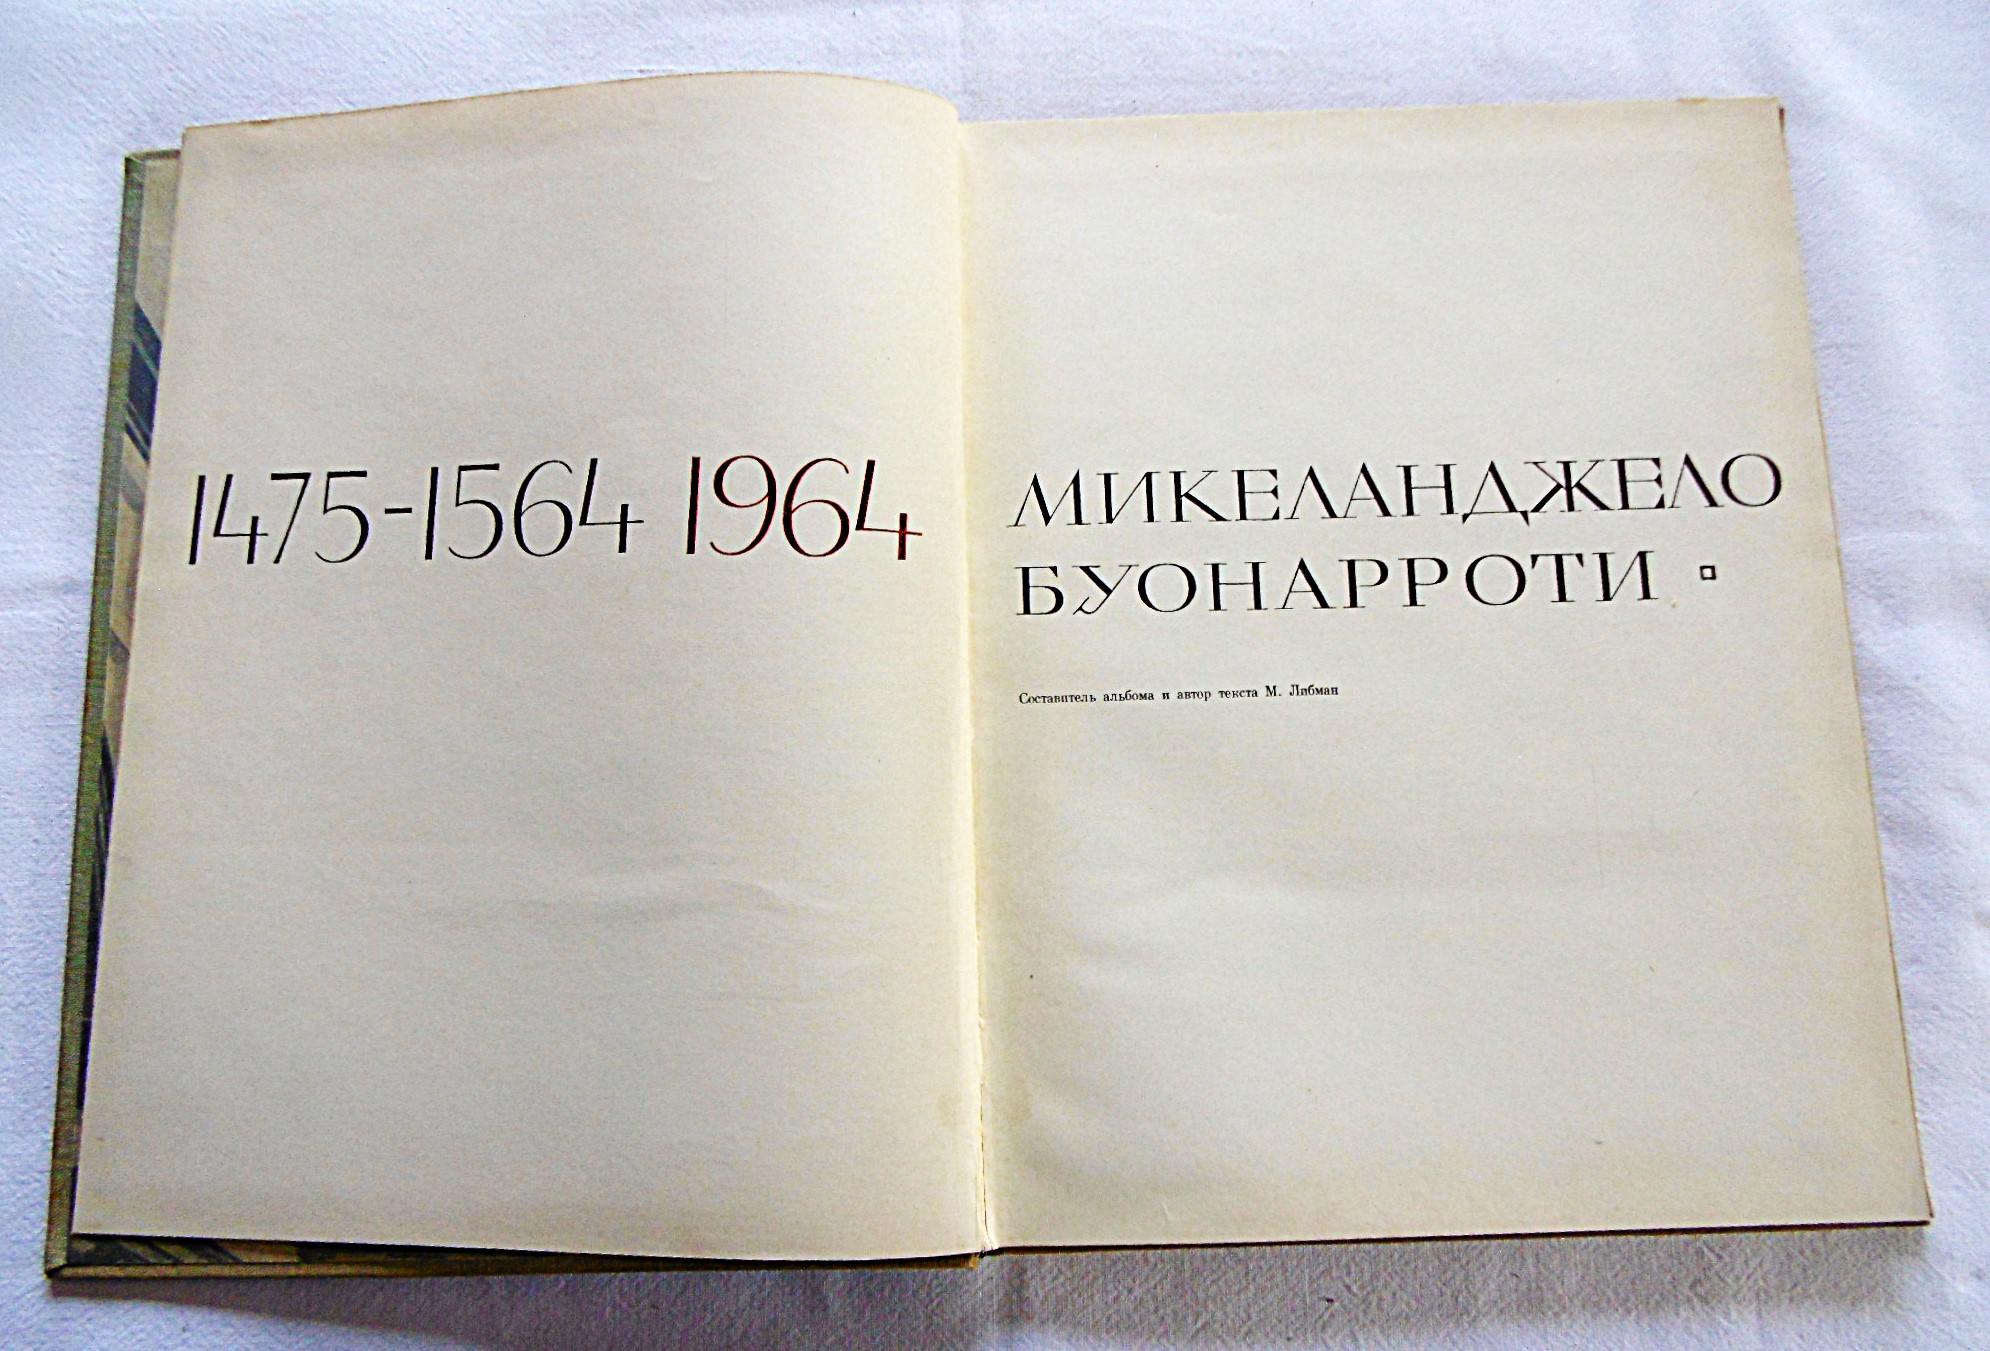 1475-1564 1964
МИКЕЛАНДЖЕЛО
БУОНАРРОТИ
Составитель альбома и автор текста М. Либман